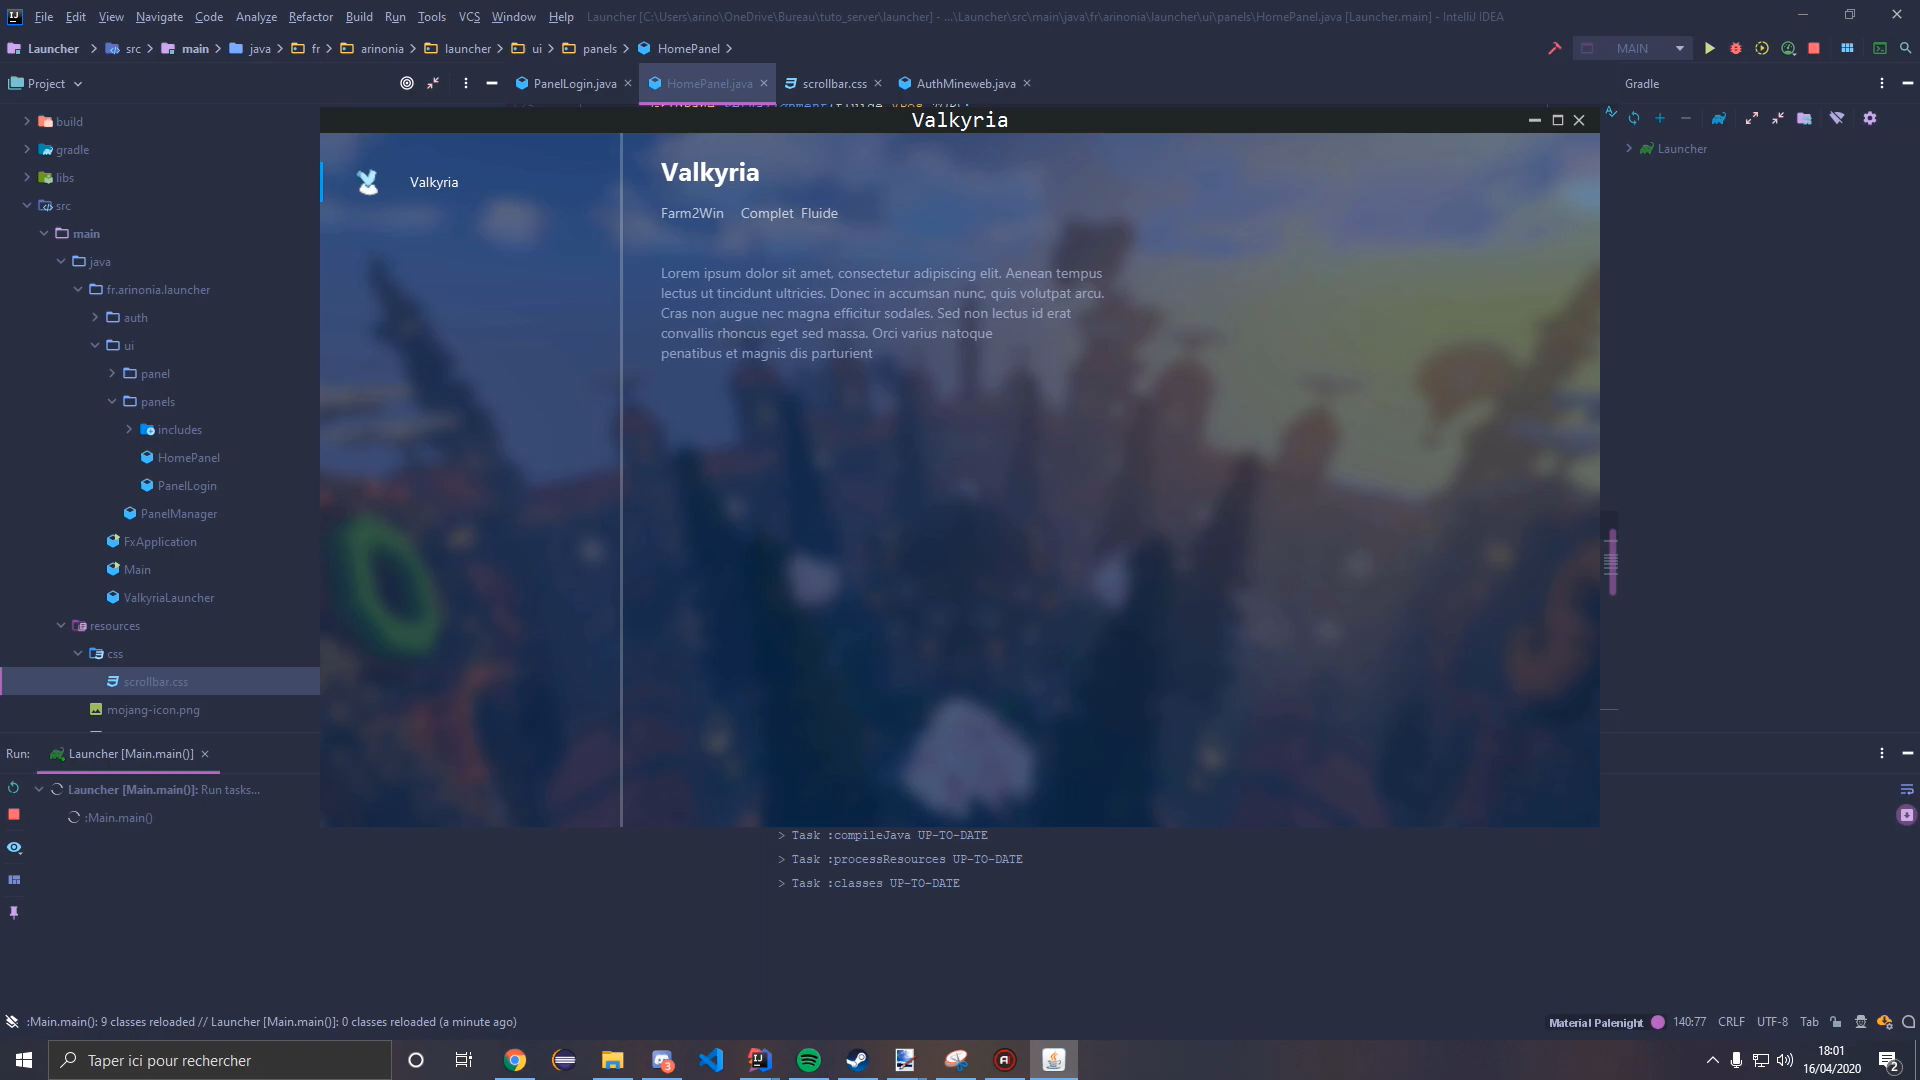 File Edit View Navigate Code Analyze Refactor Build Run Tools VCS Window Help Launcher [C:\Users\arino\OneDrive\Bureau\tuto_server\launcher] - ...\Launcher\src\main\java\fr\arinonia\launcher\ui\panels\HomePanel.java [Launcher.main] - IntelliJ IDEA
Launcher src main java fr arinonia launcher ui panels HomePanel
MAIN
Project
PanelLogin.java HomePanel.java scrollbar.css AuthMineweb.java
Gradle
Launcher
Valkyria
Valkyria
Valkyria
Farm2Win Complet Fluide
Lorem ipsum dolor sit amet, consectetur adipiscing elit. Aenean tempus
lectus ut tincidunt ultricies. Donec in accumsan nunc, quis volutpat arcu.
Cras non augue nec magna efficitur sodales. Sed non lectus id erat
convallis rhoncus eget sed massa. Orci varius natoque
penatibus et magnis dis parturient
build
gradle
libs
src
main
java
fr.arinonia.launcher
auth
ui
panel
panels
includes
HomePanel
PanelLogin
PanelManager
FxApplication
Main
ValkyriaLauncher
resources
css
scrollbar.css
mojang-icon.png
Run: Launcher [Main.main()]
Launcher [Main.main()]: Run tasks...
:Main.main()
> Task :compileJava UP-TO-DATE
> Task :processResources UP-TO-DATE
> Task :classes UP-TO-DATE
:Main.main(): 9 classes reloaded // Launcher [Main.main()]: 0 classes reloaded (a minute ago)
Material Palenight 140:77 CRLF UTF-8 Tab
Taper ici pour rechercher
3
18:01
16/04/2020
2